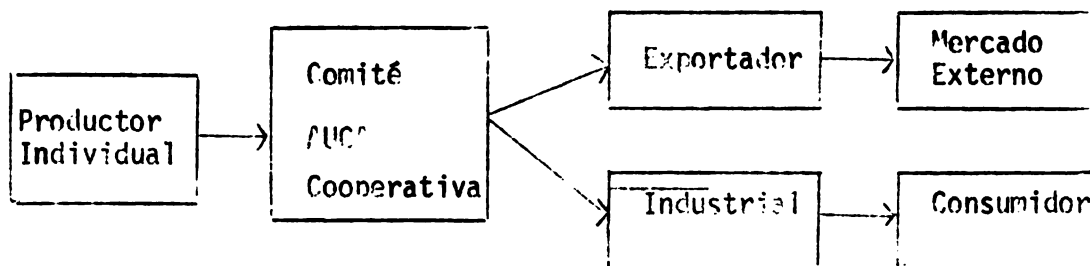 Productor
Individual
Comité
Cooperativa
Exportador
Mercado
Externo
Industrial
Consumidor